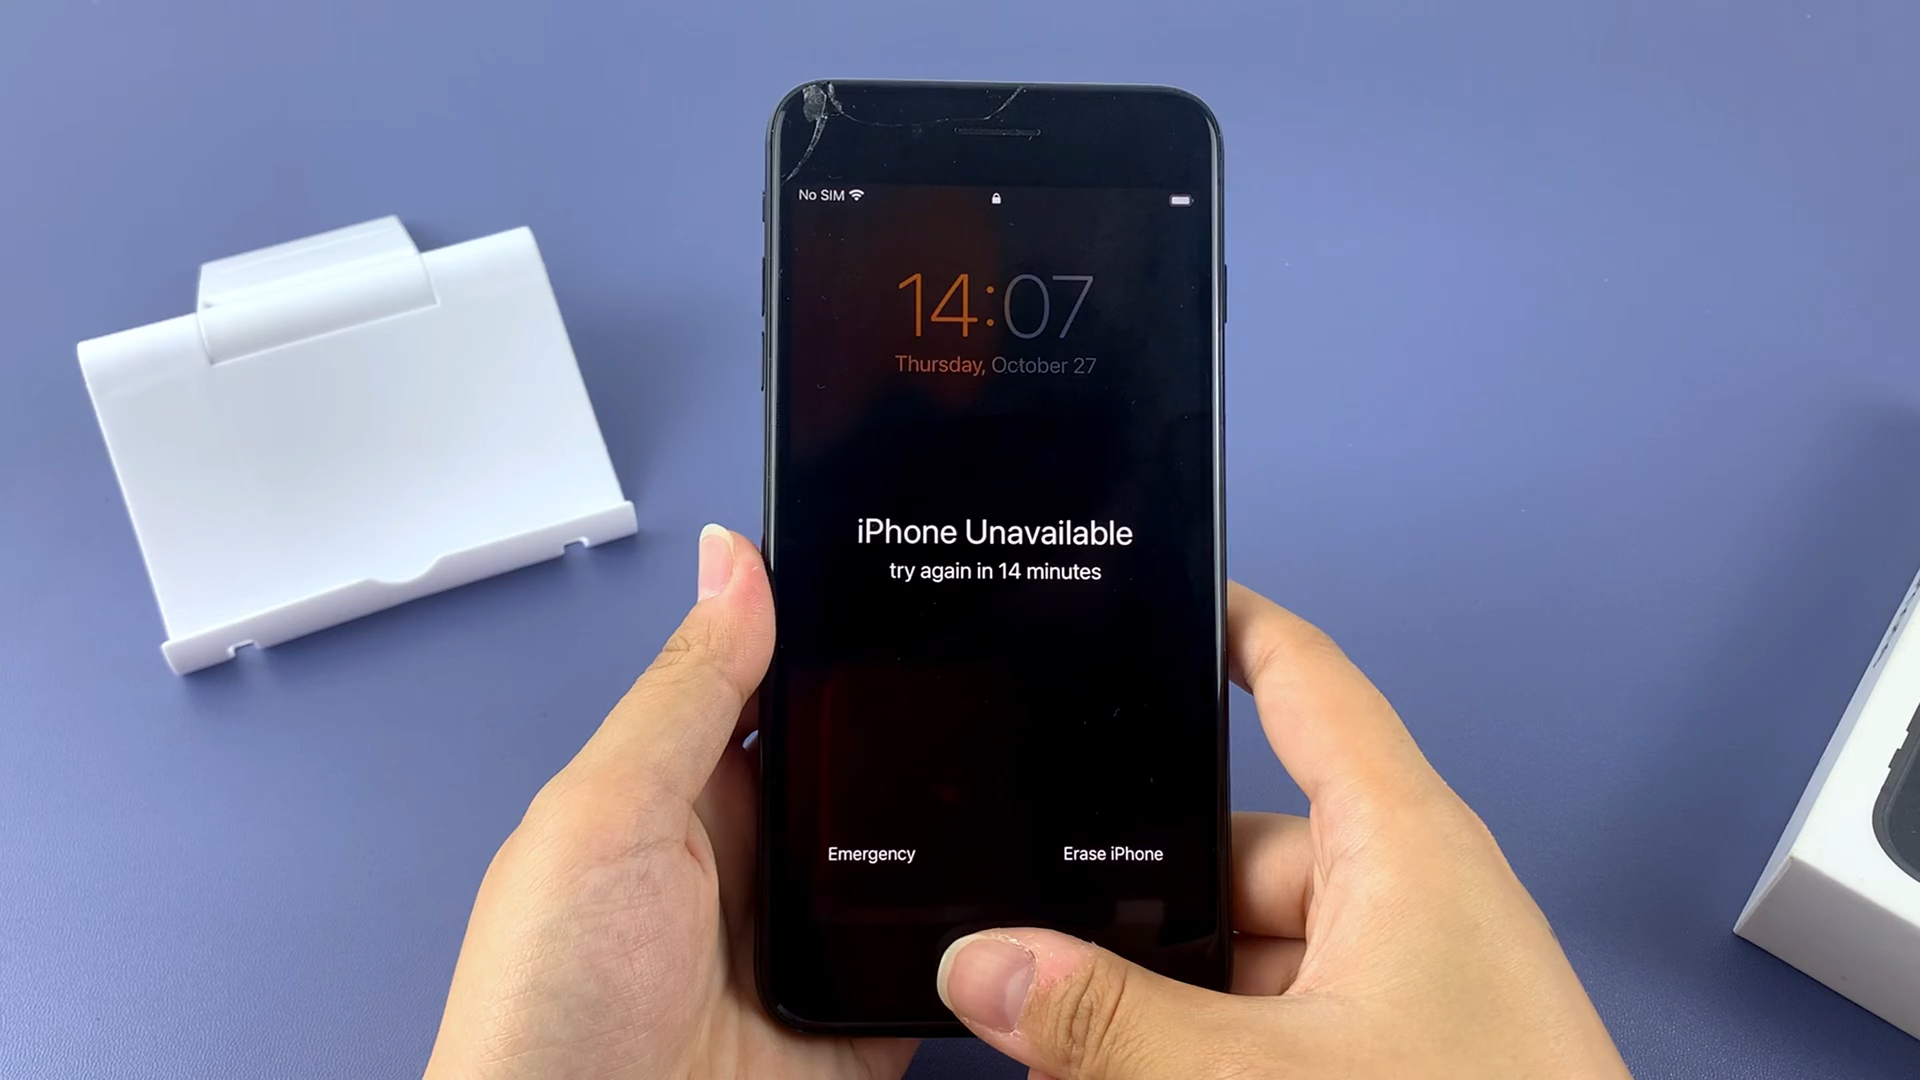 No SIM
14:07
Thursday, October 27
iPhone Unavailable
try again in 14 minutes
Emergency
Erase iPhone